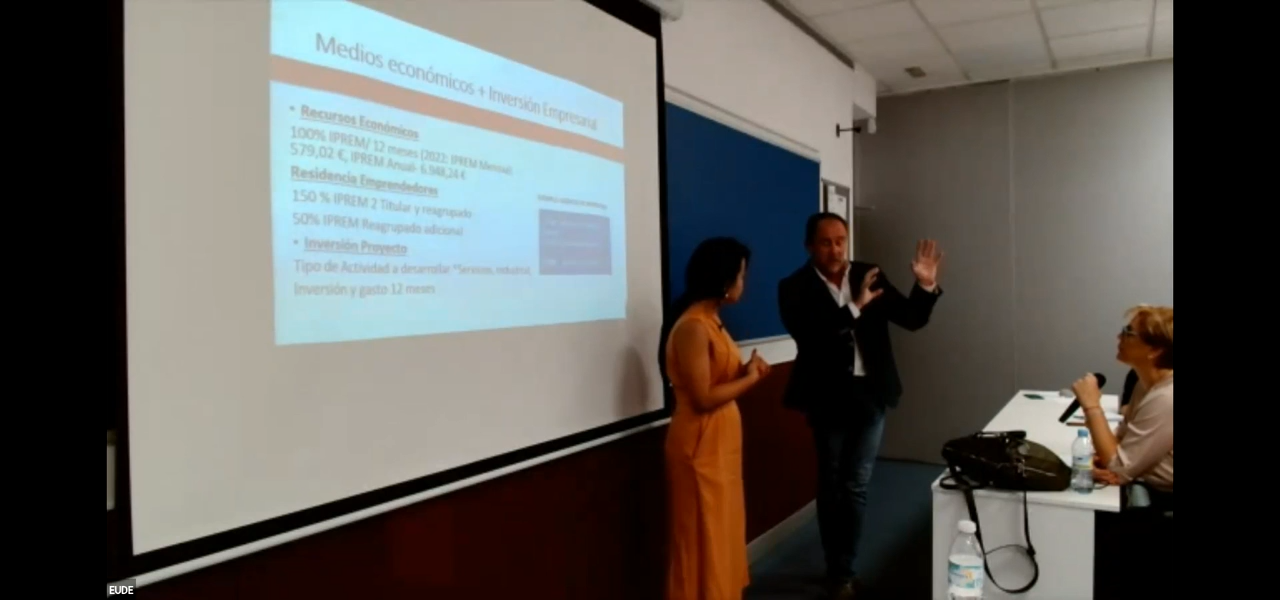 Medios económicos + Inversión Empresarial
• Recursos Económicos
100% IPREM/ 12 meses (2022: IPREM Mensual
579,02 €, IPREM Anual- 6.948,24 €
Residencia Emprendedores
150 % IPREM 2 Titular y reagrupado
50% IPREM Reagrupado adicional
• Inversión Proyecto
Tipo de Actividad a desarrollar *Servicios, industrial,
Inversión y gasto 12 meses
EUDE